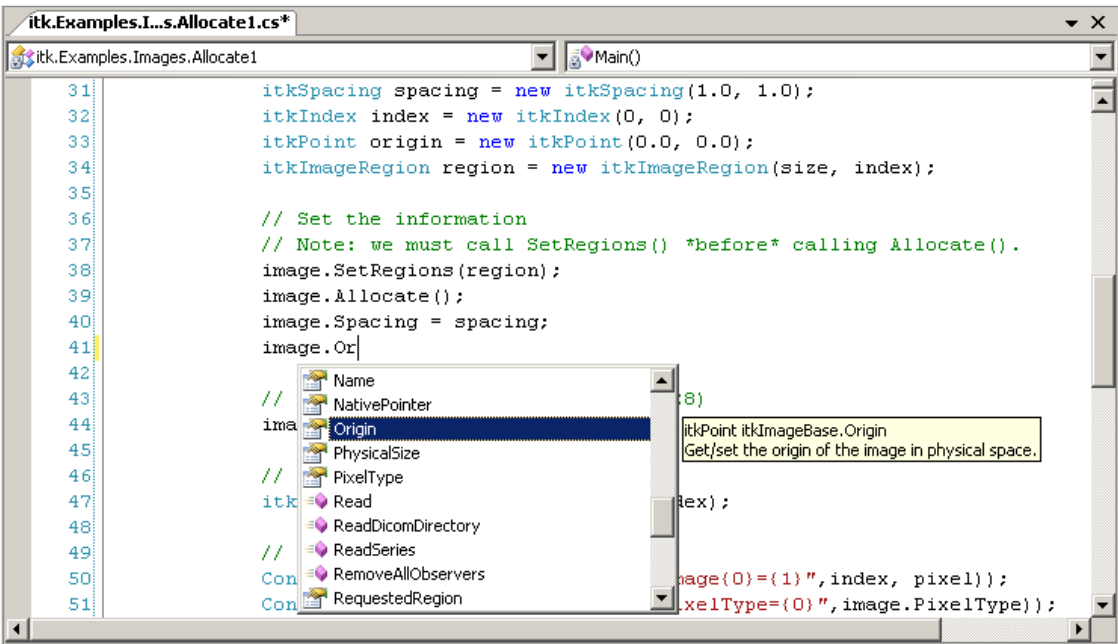 itk.Examples.I...s.Allocate1.cs*
itk.Examples.Images.Allocate1 Main()
31 itkSpacing spacing = new itkSpacing(1.0, 1.0);
32 itkIndex index = new itkIndex(0, 0);
33 itkPoint origin = new itkPoint(0.0, 0.0);
34 itkImageRegion region = new itkImageRegion(size, index);
35
36 // Set the information
37 // Note: we must call SetRegions() *before* calling Allocate().
38 image.SetRegions(region);
39 image.Allocate();
40 image.Spacing = spacing;
41 image.Or
42 Name
43 // NativePointer 8)
44 ima Origin itkPoint itkImageBase.Origin
45 PhysicalSize Get/set the origin of the image in physical space.
46 // PixelType
47 itk Read dex);
48 ReadDicomDirectory
49 // ReadSeries
50 Con RemoveAllObservers mage{0}={1}",index, pixel));
51 Con RequestedRegion ixelType={0}",image.PixelType));